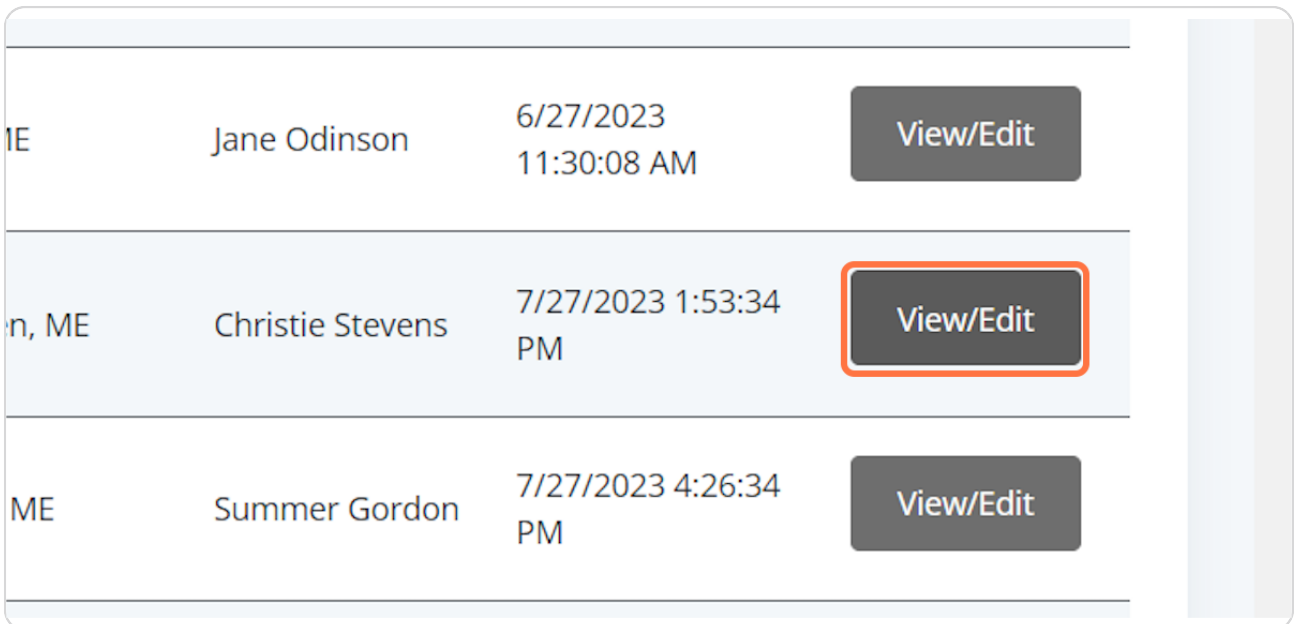 ME
Jane Odinson
6/27/2023
11:30:08 AM
View/Edit
n, ME
Christie Stevens
7/27/2023 1:53:34
PM
View/Edit
ME
Summer Gordon
7/27/2023 4:26:34
PM
View/Edit